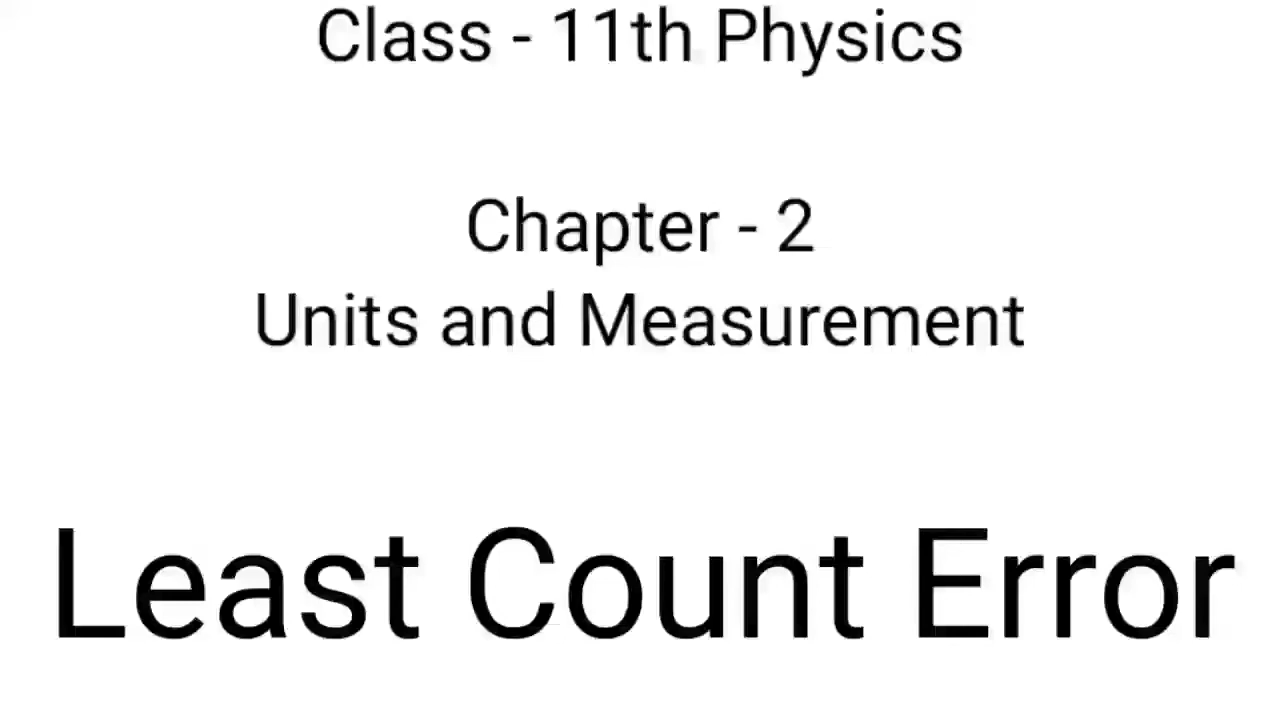 Class - 11th Physics
Chapter - 2
Units and Measurement
Least Count Error